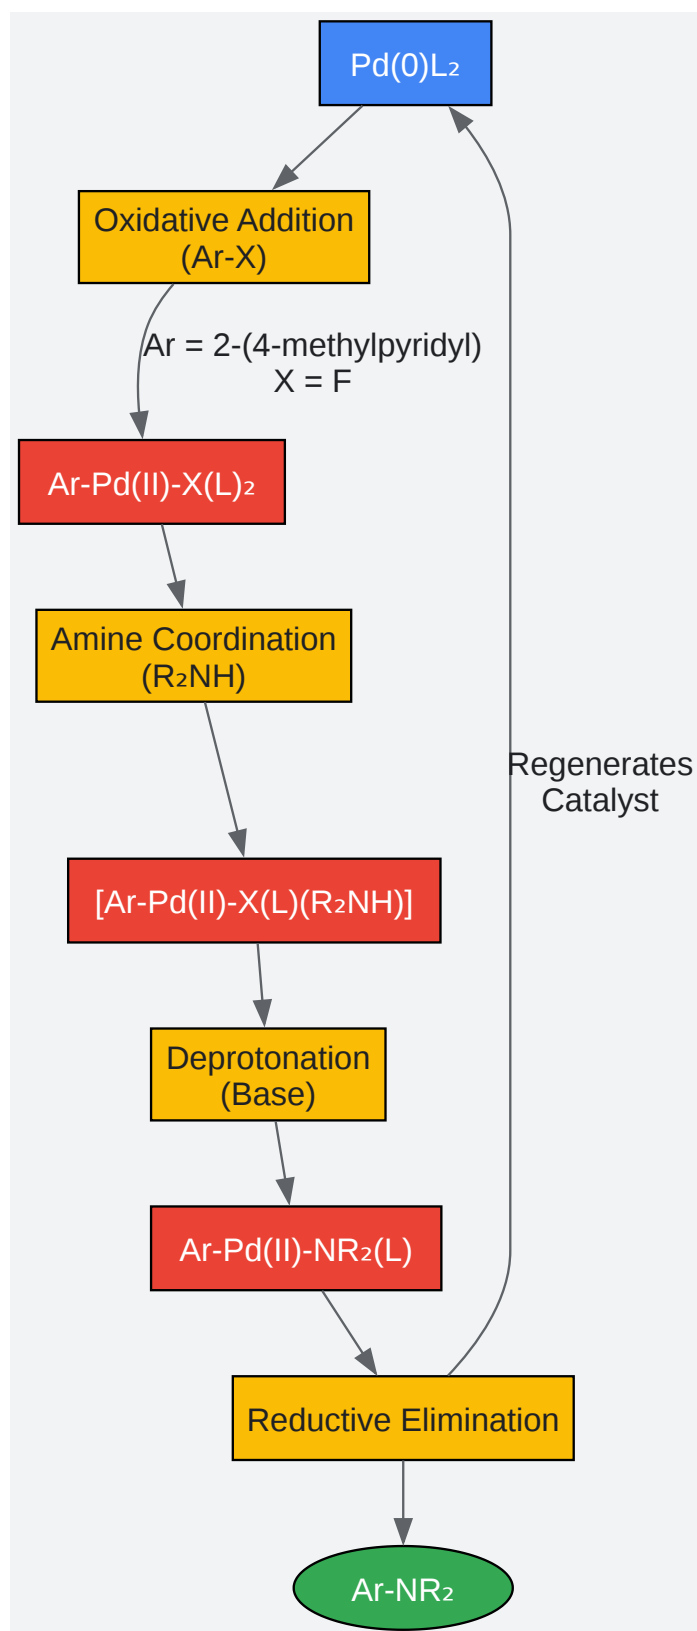 Pd(0)L₂
Oxidative Addition
(Ar-X)
Ar = 2-(4-methylpyridyl)
X = F
Ar-Pd(II)-X(L)₂
Amine Coordination
(R₂NH)
Regenerates
Catalyst
[Ar-Pd(II)-X(L)(R₂NH)]
Deprotonation
(Base)
Ar-Pd(II)-NR₂(L)
Reductive Elimination
Ar-NR₂